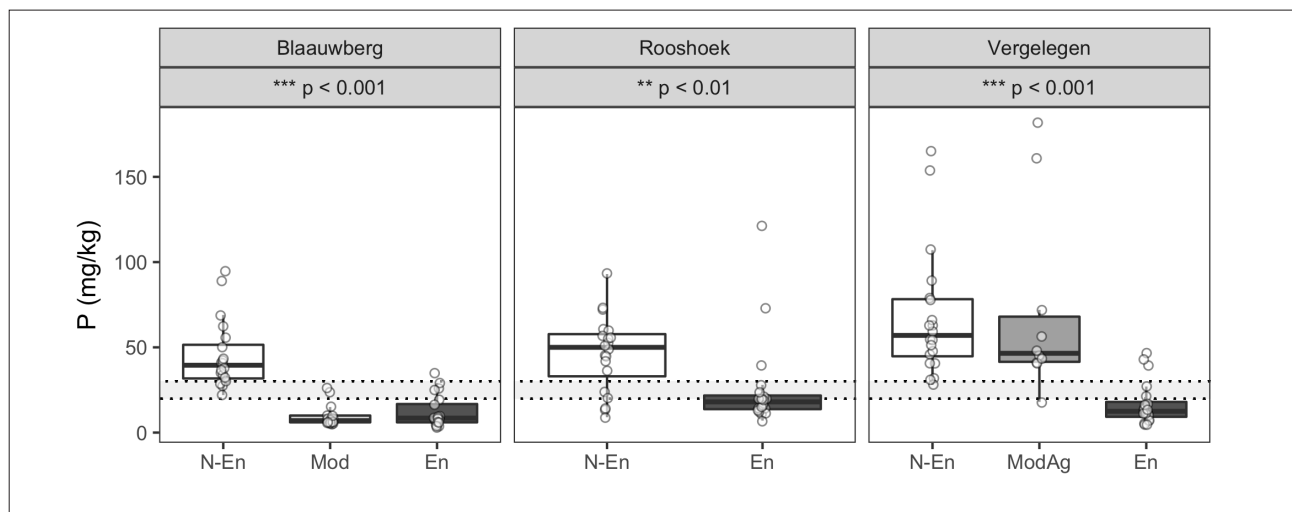 Blaauwberg Rooshoek Vergelegen
*** p < 0.001 ** p < 0.01 *** p < 0.001
P (mg/kg)
150
100
50
0
N-En Mod En N-En En N-En ModAg En